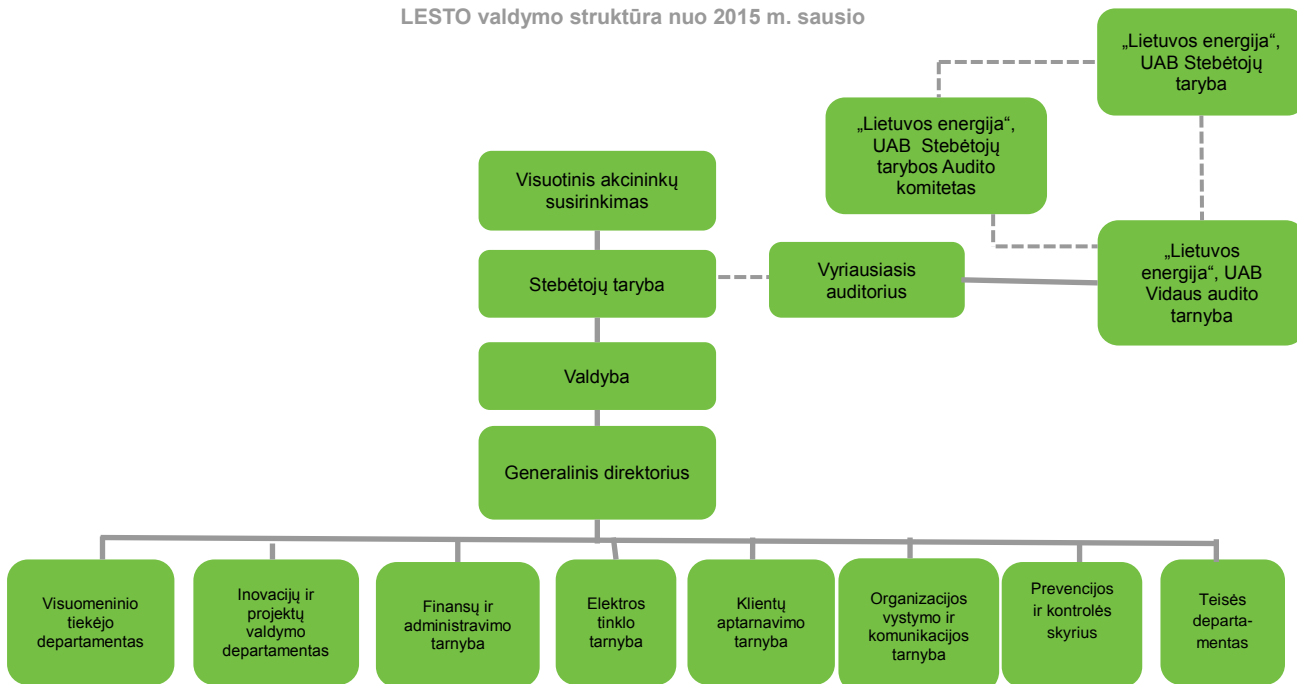 LESTO valdymo struktūra nuo 2015 m. sausio
„Lietuvos energija“,
UAB Stebėtojų
taryba
„Lietuvos energija“,
UAB Stebėtojų
tarybos Audito
komitetas
Visuotinis akcininkų
susirinkimas
Stebėtojų taryba
Vyriausiasis
auditorius
„Lietuvos
energija“, UAB
Vidaus audito
tarnyba
Valdyba
Generalinis direktorius
Visuomeninio
tiekėjo
departamentas
Inovacijų ir
projektų
valdymo
departamentas
Finansų ir
administravimo
tarnyba
Elektros
tinklo
tarnyba
Klientų
aptarnavimo
tarnyba
Organizacijos
vystymo ir
komunikacijos
tarnyba
Prevencijos
ir kontrolės
skyrius
Teisės
departa-
mentas